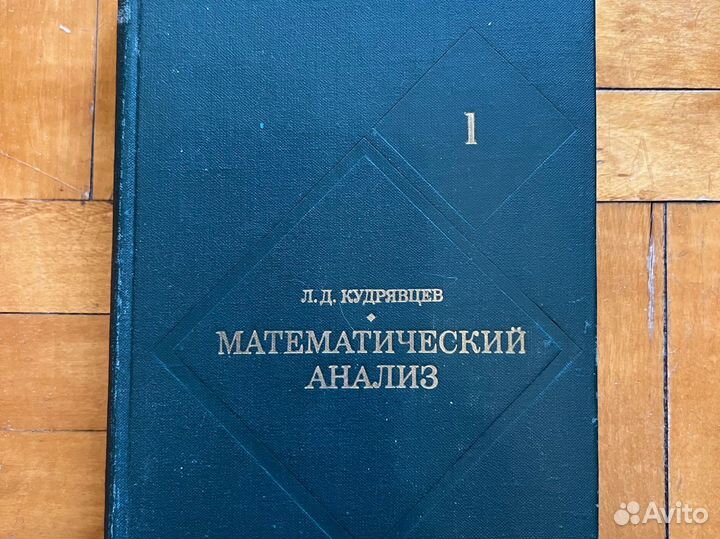 1
Л. Д. КУДРЯВЦЕВ
МАТЕМАТИЧЕСКИЙ
АНАЛИЗ
Avito